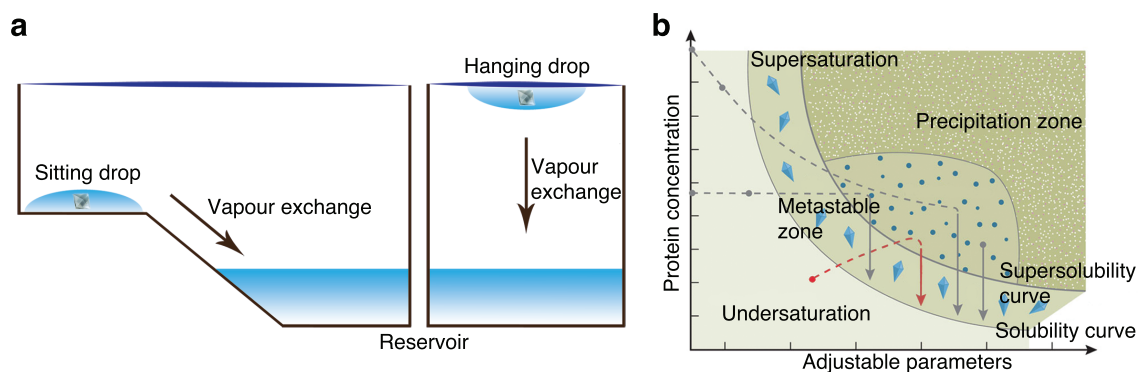 a
Hanging drop
Sitting drop
Vapour exchange
Vapour
exchange
Reservoir
b
Protein concentration
Supersaturation
Precipitation zone
Metastable
zone
Supersolubility
curve
Undersaturation
Solubility curve
Adjustable parameters